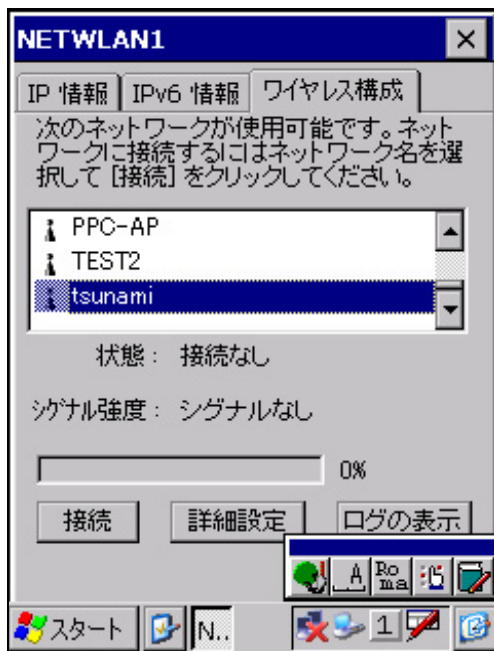 NETWLAN1
IP 情報 IPv6 情報 ワイヤレス構成
次のネットワークが使用可能です。ネット
ワークに接続するにはネットワーク名を選
択して [接続] をクリックしてください。
PPC-AP
TEST2
tsunami
状態： 接続なし
シグナル強度： シグナルなし
0%
接続 詳細設定 ログの表示
A Ro
ma
スタート N.. 1